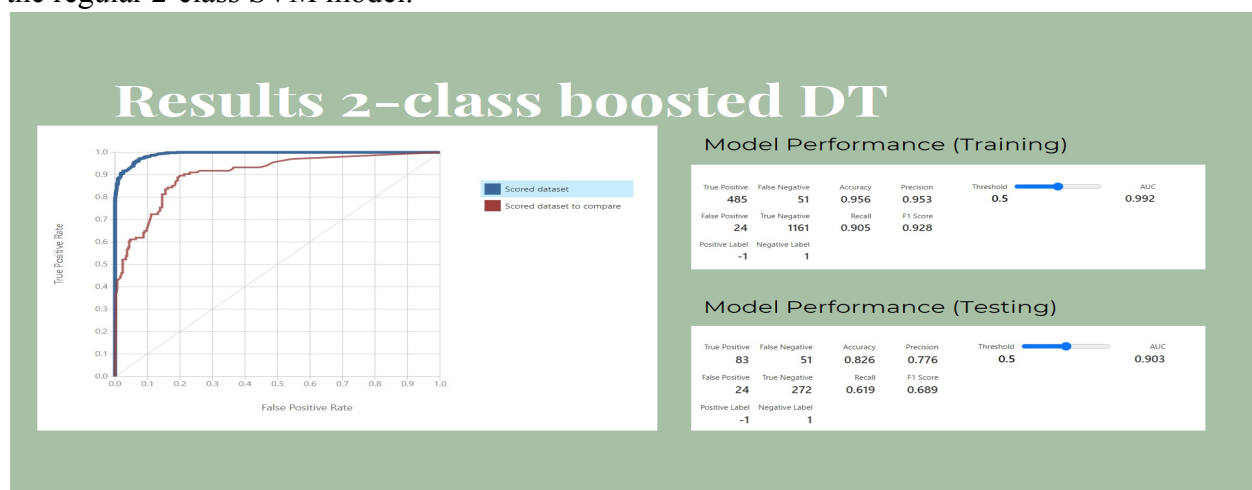 the regular 2-class SVM model.
Results 2-class boosted DT
1.0
0.9
0.8
0.7
0.6
0.5
0.4
0.3
0.2
0.1
0.0
True Positive Rate
0.0 0.1 0.2 0.3 0.4 0.5 0.6 0.7 0.8 0.9 1.0
False Positive Rate
Scored dataset
Scored dataset to compare
Model Performance (Training)
True Positive False Negative Accuracy Precision Threshold AUC
485 51 0.956 0.953 0.5 0.992
False Positive True Negative Recall F1 Score
24 1161 0.905 0.928
Positive Label Negative Label
-1 1
Model Performance (Testing)
True Positive False Negative Accuracy Precision Threshold AUC
83 51 0.826 0.776 0.5 0.903
False Positive True Negative Recall F1 Score
24 272 0.619 0.689
Positive Label Negative Label
-1 1